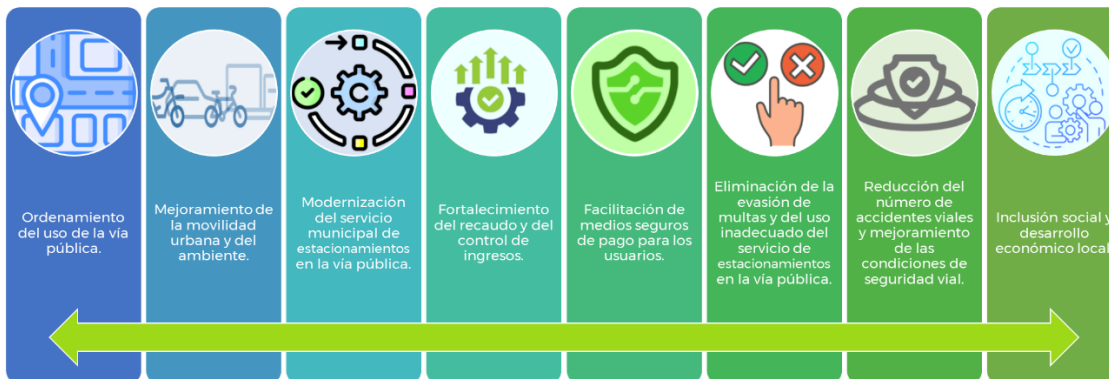 Ordenamiento
del uso de la vía
pública.
Mejoramiento de
la movilidad
urbana y del
ambiente.
Modernización
del servicio
municipal de
estacionamientos
en la vía pública.
Fortalecimiento
del recaudo y del
control de
ingresos.
Facilitación de
medios seguros
de pago para los
usuarios.
Eliminación de la
evasión de
multas y del uso
inadecuado del
servicio de
estacionamientos
en la vía pública.
Reducción del
número de
accidentes viales
y mejoramiento
de las
condiciones de
seguridad vial.
Inclusión social y
desarrollo
económico local